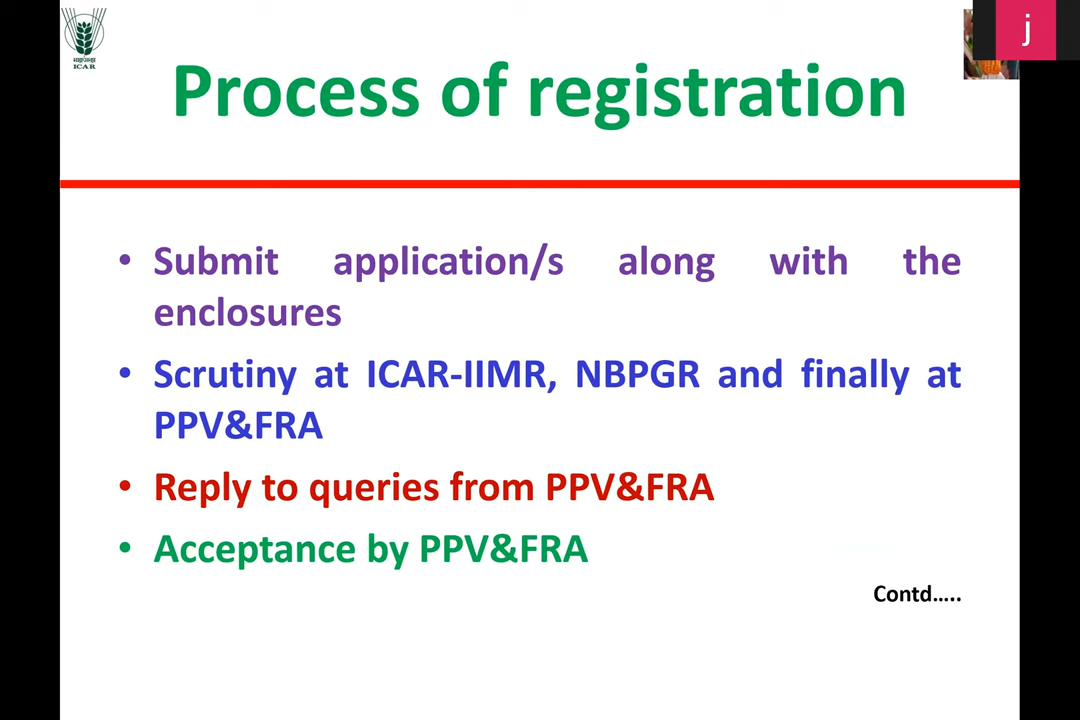 ICAR
j
Process of registration
• Submit application/s along with the
enclosures
• Scrutiny at ICAR-IIMR, NBPGR and finally at
PPV&FRA
• Reply to queries from PPV&FRA
• Acceptance by PPV&FRA
Contd.....